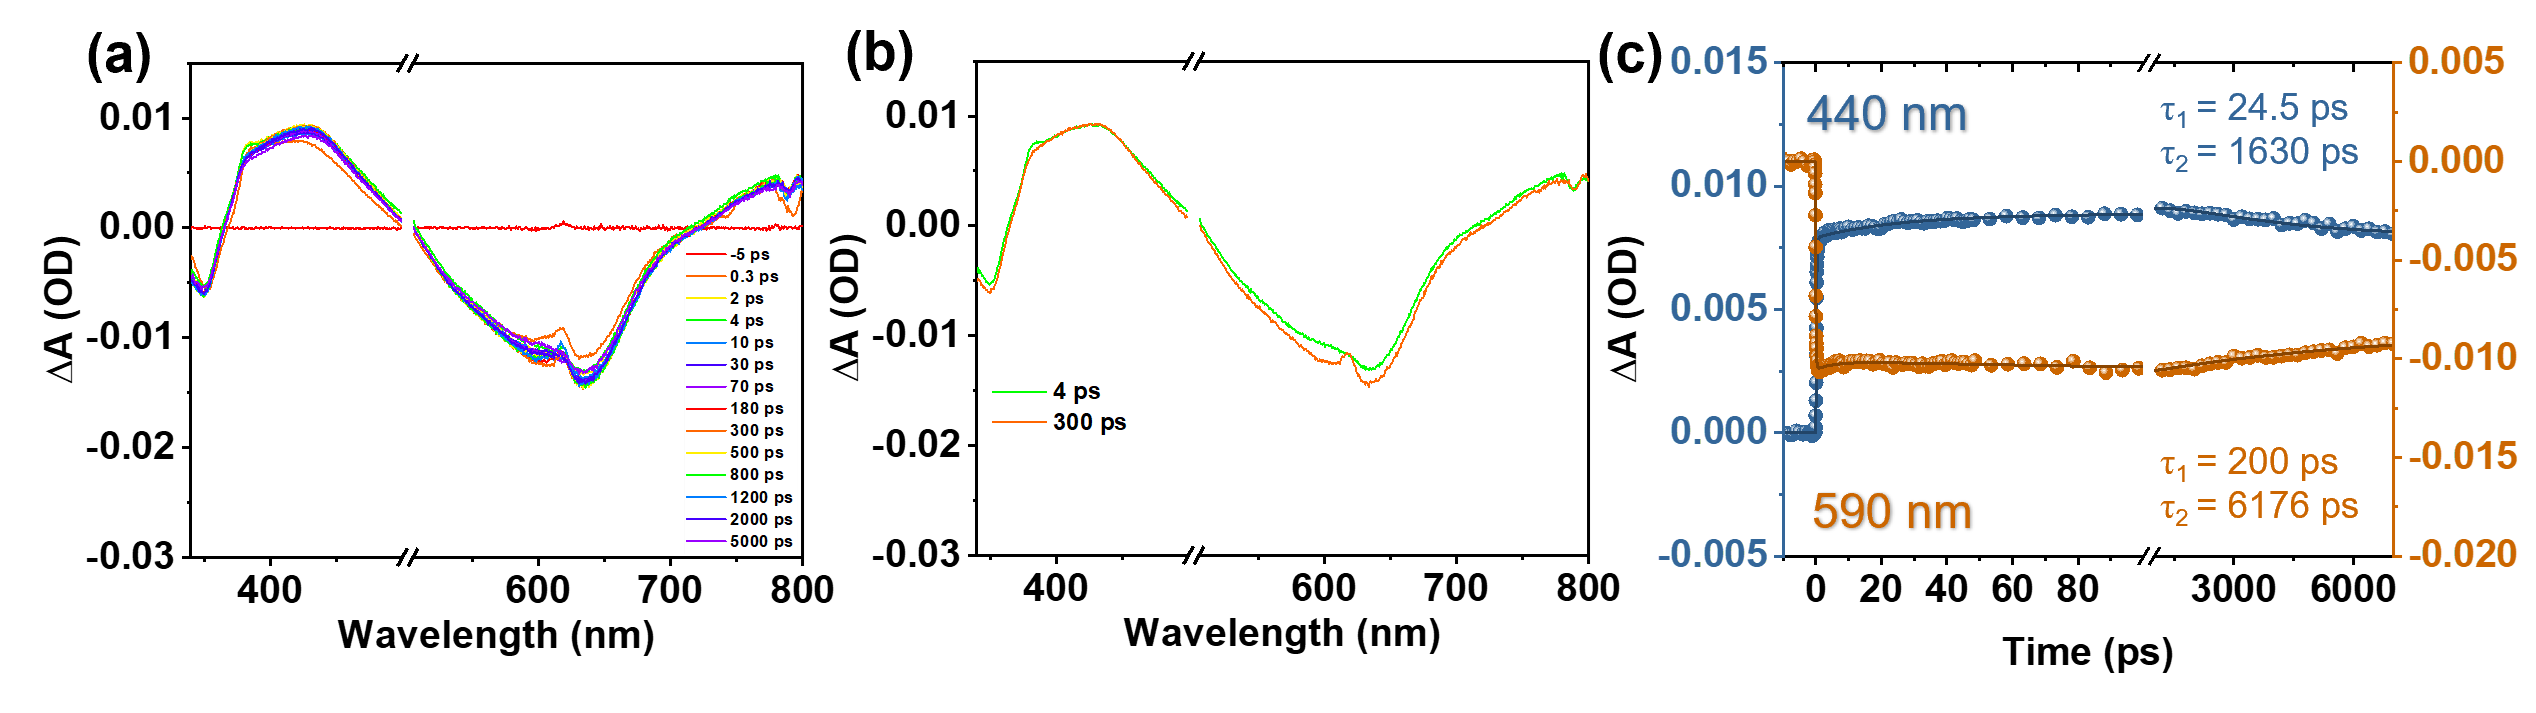 (a)
ΔA (OD)
0.01
0.00
-0.01
-0.02
-0.03
400
600
700
800
Wavelength (nm)
-5 ps
0.3 ps
2 ps
4 ps
10 ps
30 ps
70 ps
180 ps
300 ps
500 ps
800 ps
1200 ps
2000 ps
5000 ps
(b)
ΔA (OD)
0.01
0.00
-0.01
-0.02
-0.03
400
600
700
800
Wavelength (nm)
4 ps
300 ps
(c)
ΔA (OD)
0.015
0.010
0.005
0.000
-0.005
0.005
0.000
-0.005
-0.010
-0.015
-0.020
0
20
40
60
80
3000
6000
Time (ps)
440 nm
τ1 = 24.5 ps
τ2 = 1630 ps
590 nm
τ1 = 200 ps
τ2 = 6176 ps